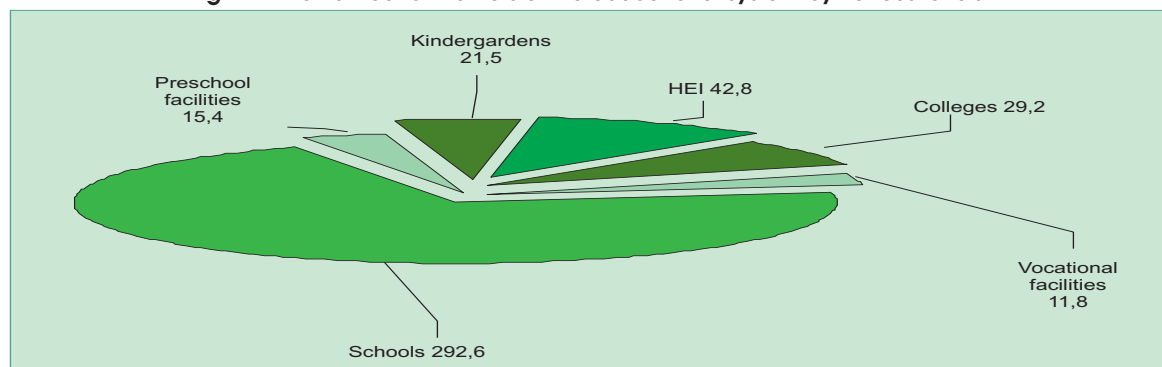 Kindergardens
21,5
Preschool
facilities
15,4
HEI 42,8
Colleges 29,2
Vocational
facilities
11,8
Schools 292,6